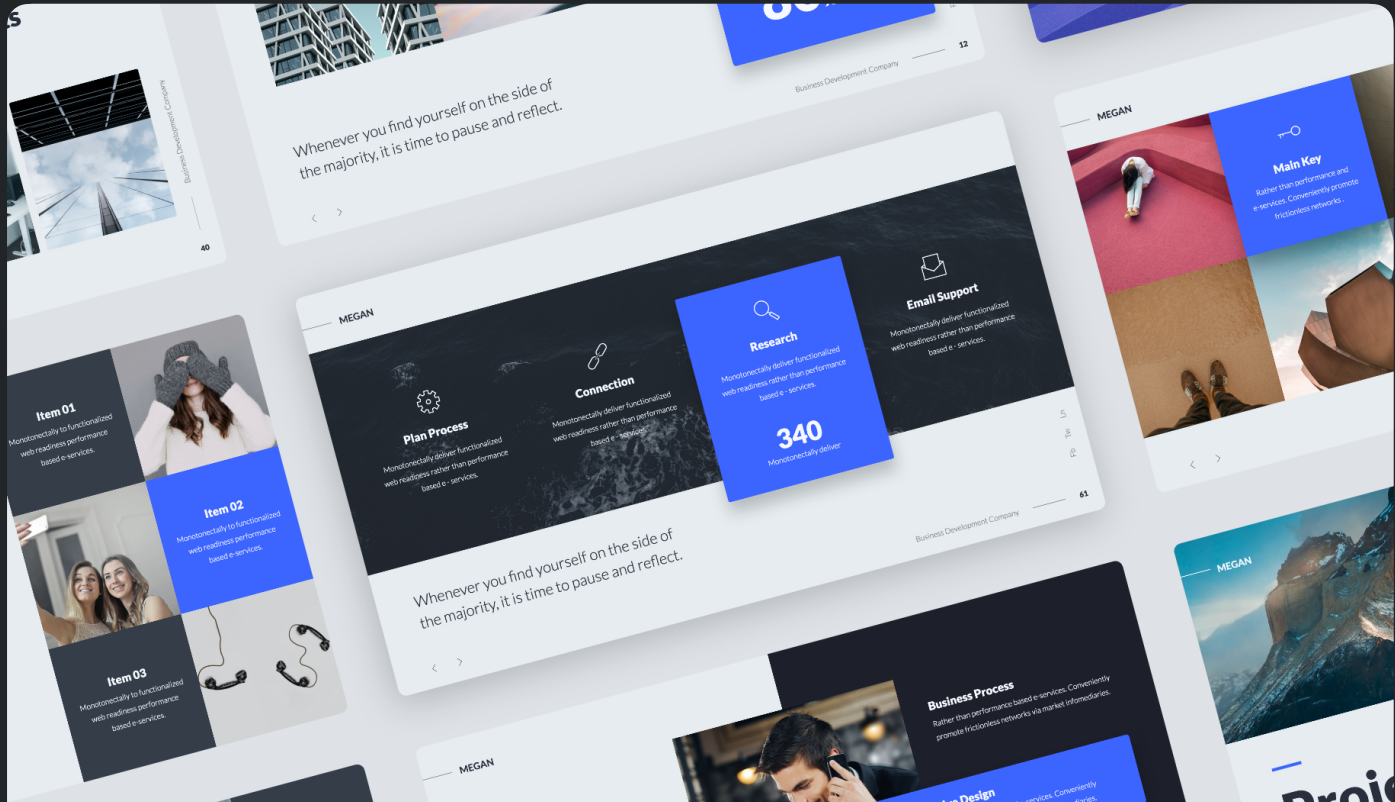 Business Development Company
40
Whenever you find yourself on the side of
the majority, it is time to pause and reflect.
Business Development Company
12
MEGAN
Main Key
Rather than performance and
e-services. Conveniently promote
frictionless networks .
Item 01
Monotonectally to functionalized
web readiness performance
based e-services.
Item 02
Monotonectally to functionalized
web readiness performance
based e-services.
Item 03
Monotonectally to functionalized
web readiness performance
based e-services.
MEGAN
Plan Process
Monotonectally deliver functionalized
web readiness rather than performance
based e - services.
Connection
Monotonectally deliver functionalized
web readiness rather than performance
based e - services.
Research
Monotonectally deliver functionalized
web readiness rather than performance
based e - services.
340
Monotonectally deliver
Email Support
Monotonectally deliver functionalized
web readiness rather than performance
based e - services.
Whenever you find yourself on the side of
the majority, it is time to pause and reflect.
Fb Tw
Business Development Company
61
MEGAN
Business Process
Rather than performance based e-services. Conveniently
promote frictionless networks via market infomediaries.
Design
e-services. Conveniently
MEGAN